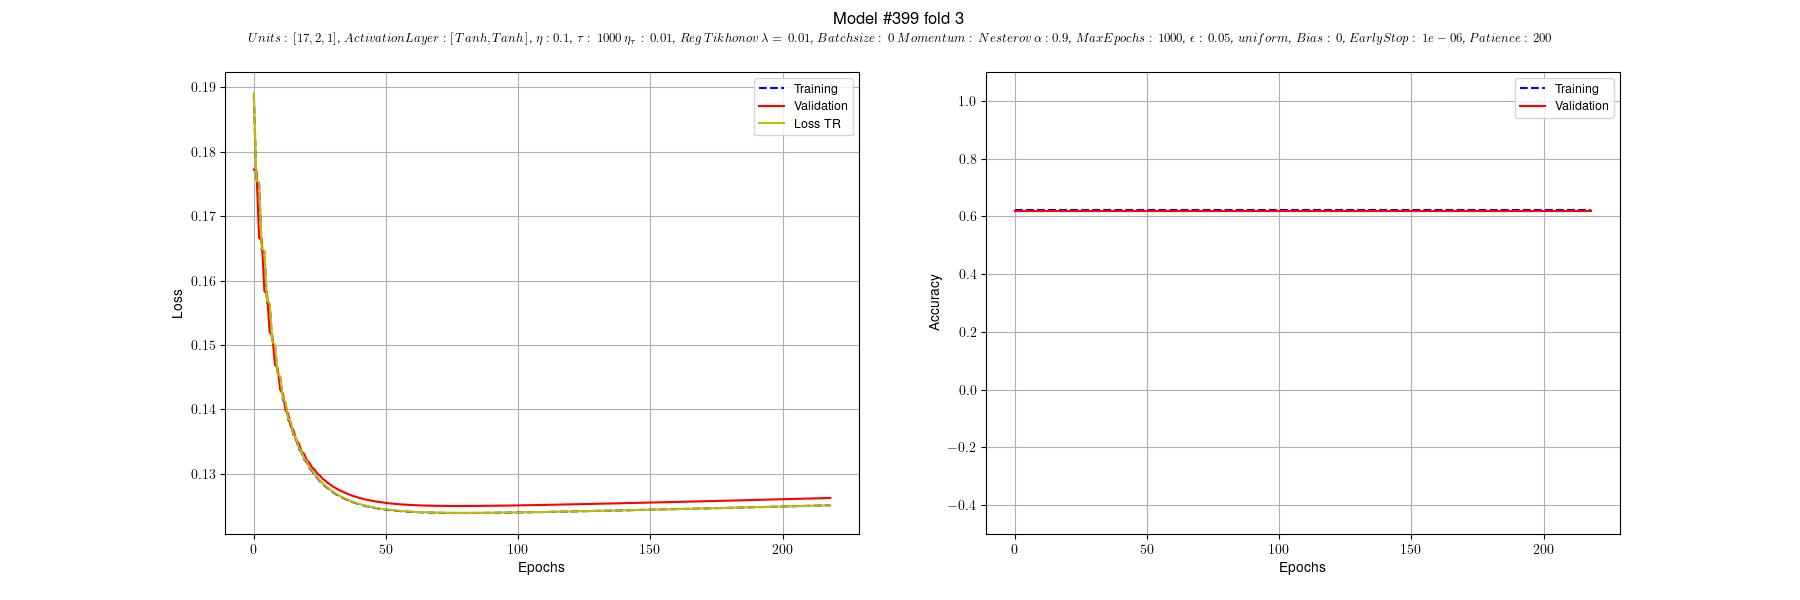 Model #399 fold 3
Units : [17, 2, 1], ActivationLayer : [Tanh, Tanh], η : 0.1, τ : 1000 ητ : 0.01, Reg Tikhonov λ = 0.01, Batchsize : 0 Momentum : Nesterov α : 0.9, MaxEpochs : 1000, ϵ : 0.05, uniform, Bias : 0, EarlyStop : 1e − 06, Patience : 200
0.19
0.18
0.17
0.16
0.15
0.14
0.13
Loss
0 50 100 150 200
Epochs
Training
Validation
Loss TR
1.0
0.8
0.6
0.4
0.2
0.0
−0.2
−0.4
Accuracy
0 50 100 150 200
Epochs
Training
Validation